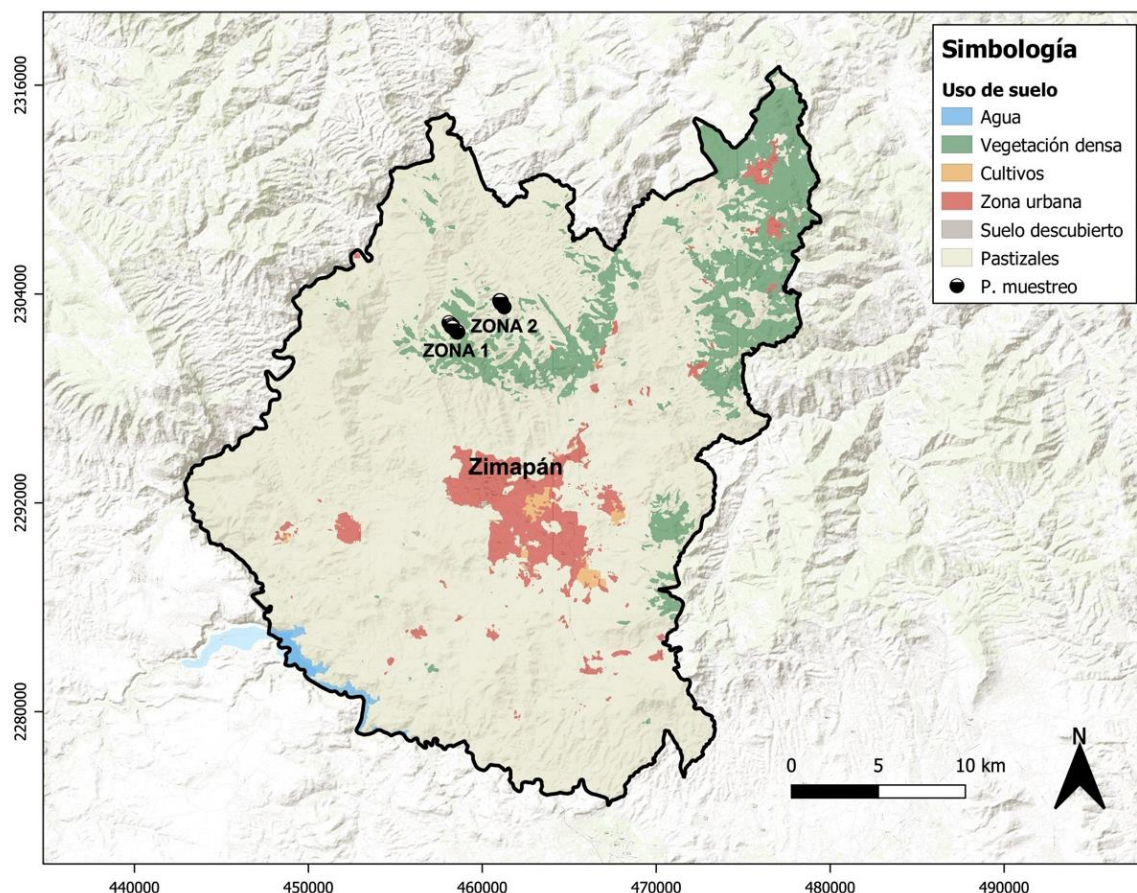 Simbología
Uso de suelo
Agua
Vegetación densa
Cultivos
Zona urbana
Suelo descubierto
Pastizales
P. muestreo
2316000
2304000
2292000
2280000
ZONA 2
ZONA 1
Zimapán
0 5 10 km
N
440000 450000 460000 470000 480000 490000